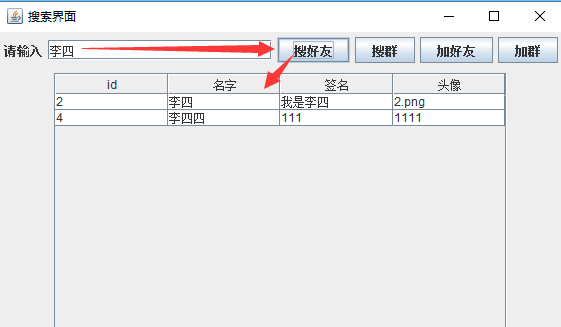 搜索界面
请输入 李四 搜好友 搜群 加好友 加群
id 名字 签名 头像
2 李四 我是李四 2.png
4 李四四 111 1111